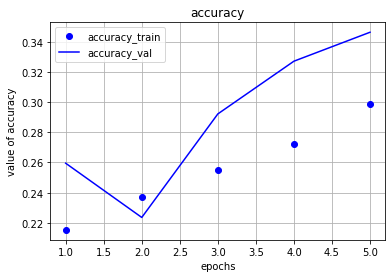 accuracy
accuracy_train
accuracy_val
value of accuracy
0.34
0.32
0.30
0.28
0.26
0.24
0.22
1.0 1.5 2.0 2.5 3.0 3.5 4.0 4.5 5.0
epochs